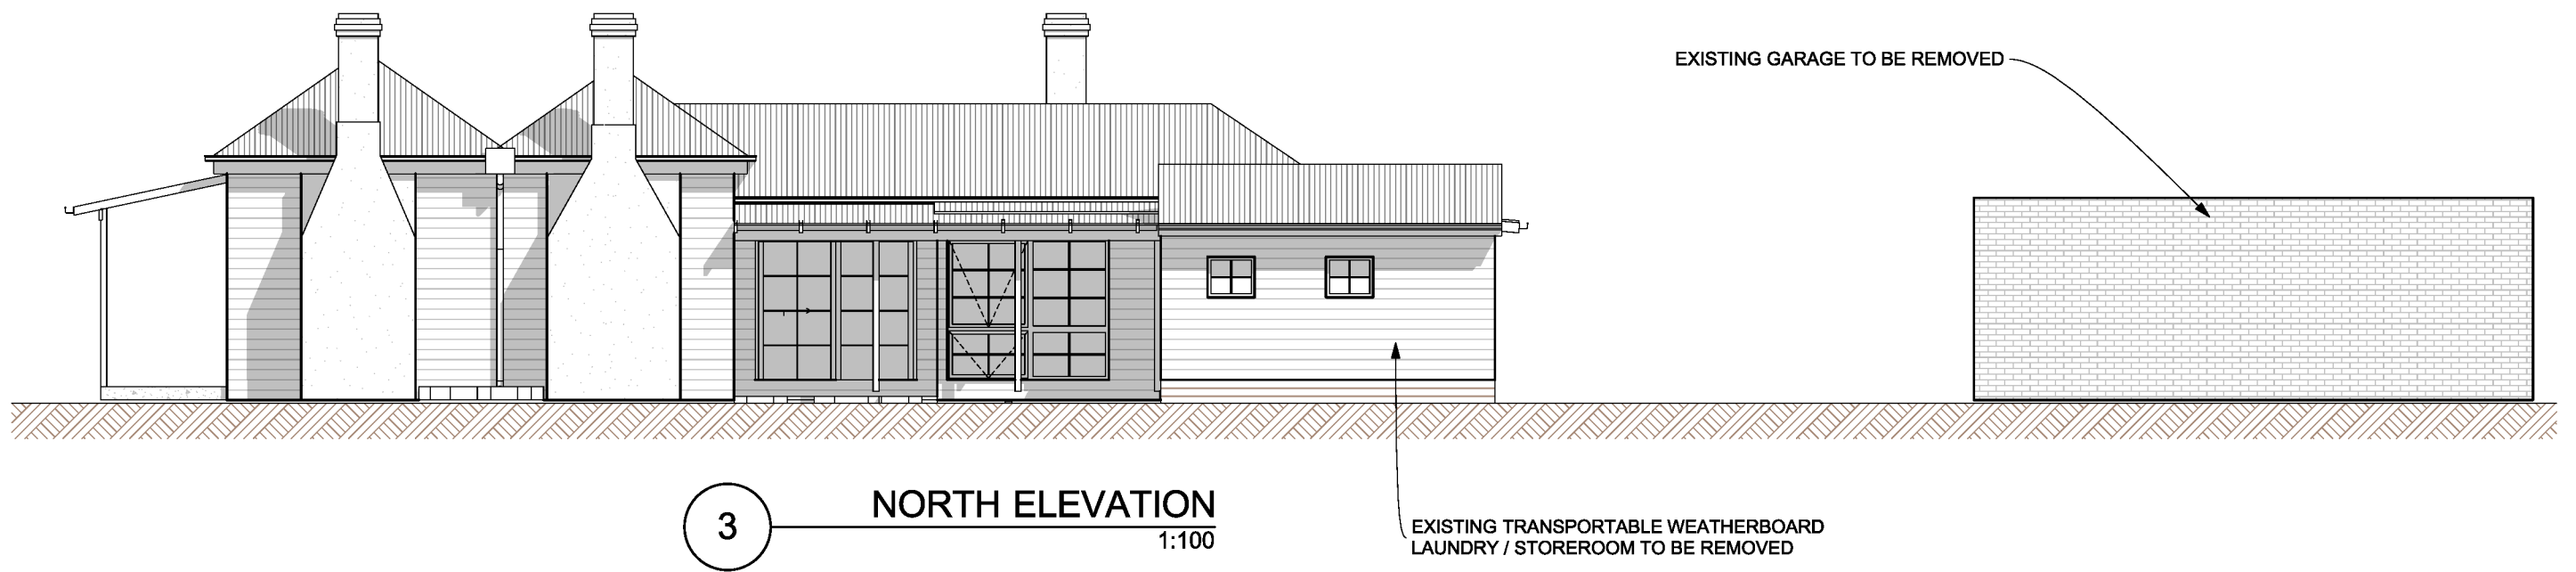 EXISTING GARAGE TO BE REMOVED
3
NORTH ELEVATION
1:100
EXISTING TRANSPORTABLE WEATHERBOARD
LAUNDRY / STOREROOM TO BE REMOVED